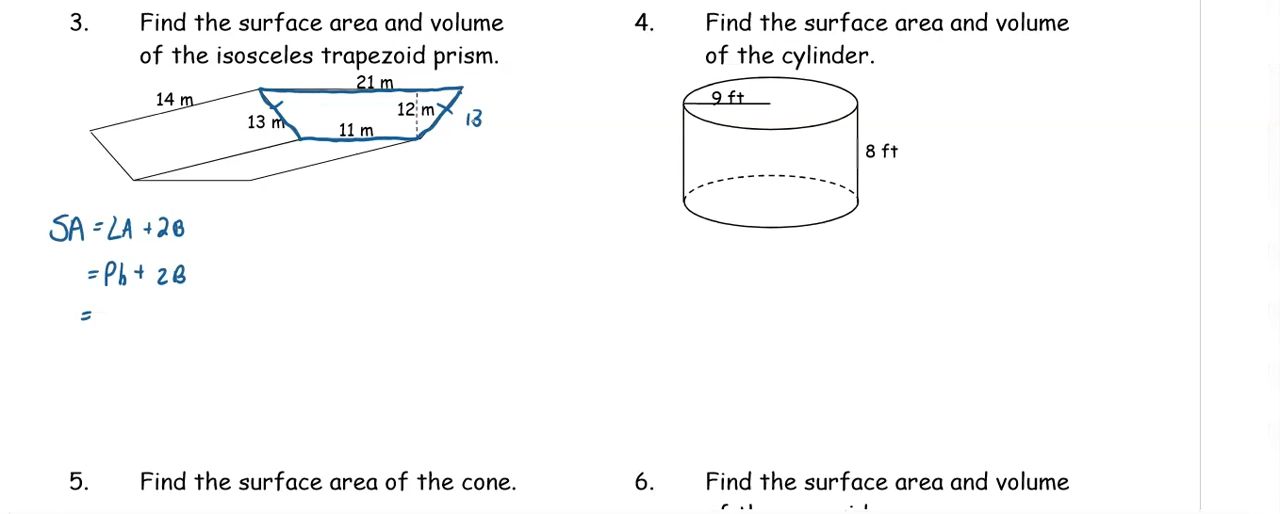 3. Find the surface area and volume
of the isosceles trapezoid prism.
21 m
14 m
12 m
13 m
11 m
13
SA = LA + 2B
= Ph + 2B
=
4. Find the surface area and volume
of the cylinder.
9 ft
8 ft
5. Find the surface area of the cone.
6. Find the surface area and volume